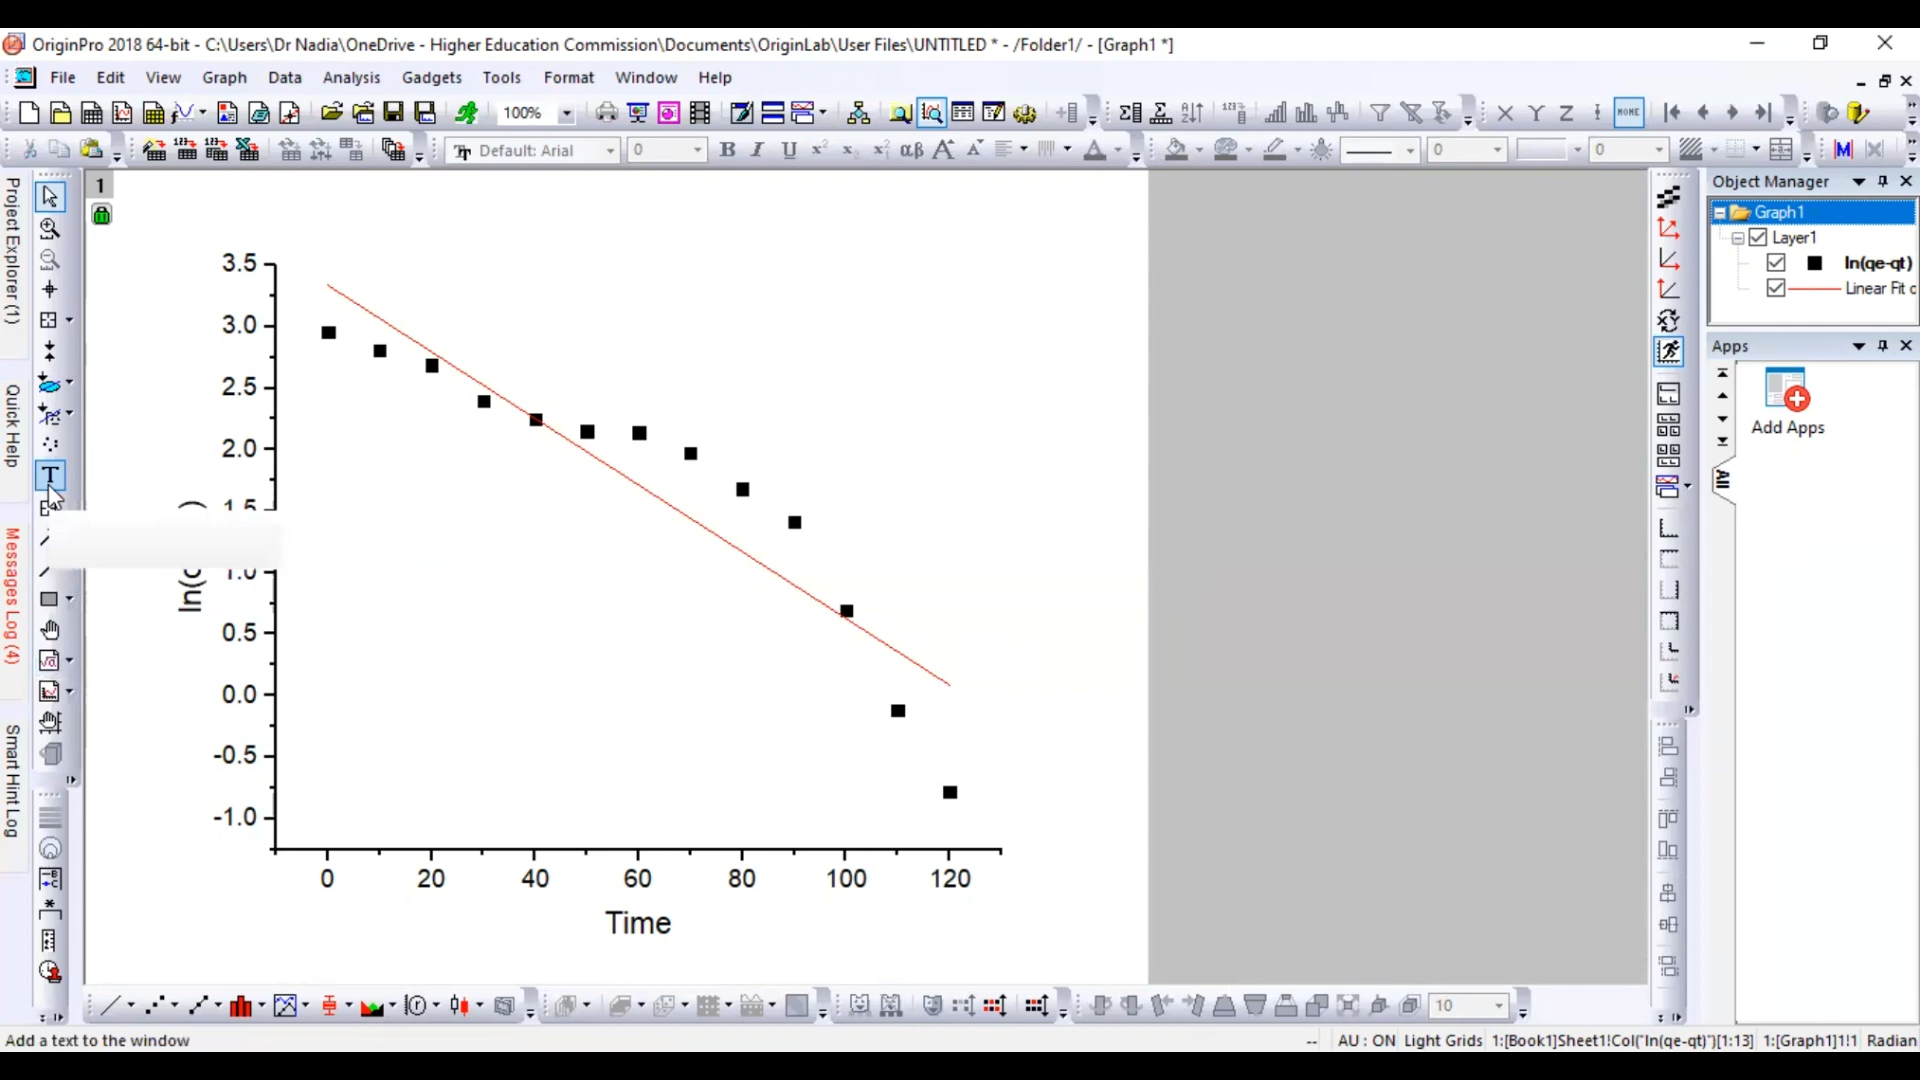 OriginPro 2018 64-bit - C:\Users\Dr Nadia\OneDrive - Higher Education Commission\Documents\OriginLab\User Files\UNTITLED * - /Folder1/ - [Graph1 *]
File Edit View Graph Data Analysis Gadgets Tools Format Window Help
100%
HOME
Default: Arial 0 B I U αβ A A A 0 0 M
Project Explorer (1)
Quick Help
Messages Log (4)
Smart Hint Log
1
3.5
3.0
2.5
2.0
1.5
1.0
0.5
0.0
-0.5
-1.0
0 20 40 60 80 100 120
Time
T
Object Manager
Graph1
Layer1
ln(qe-qt)
Linear Fit
Apps
Add Apps
All
10
Add a text to the window
-- AU : ON Light Grids 1:[Book1]Sheet1!Col("ln(qe-qt)")[1:13] 1:[Graph1]1!1 Radian